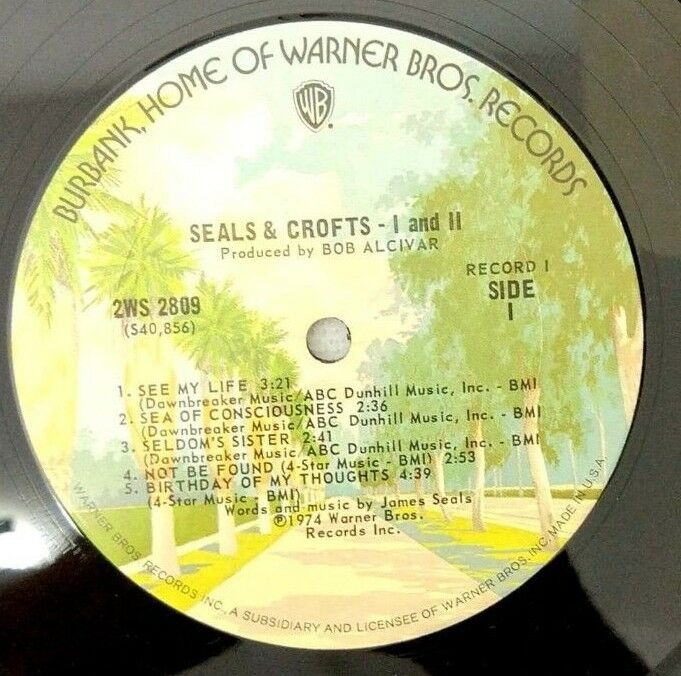 BURBANK, HOME OF WARNER BROS. RECORDS
WB
SEALS & CROFTS - I and II
Produced by BOB ALCIVAR
RECORD I
SIDE
I
2WS 2809
(S40,856)
1. SEE MY LIFE 3:21
(Dawnbreaker Music/ABC Dunhill Music, Inc. - BMI
2. SEA OF CONSCIOUSNESS 2:36
(Dawnbreaker Music/ABC Dunhill Music, Inc. - BMI
3. SELDOM'S SISTER 2:41
(Dawnbreaker Music/ABC Dunhill Music, Inc. - BMI
4. NOT BE FOUND (4-Star Music - BMI) 2:53
5. BIRTHDAY OF MY THOUGHTS 4:39
(4-Star Music - BMI)
Words and music by James Seals
℗1974 Warner Bros.
Records Inc.
WARNER BROS. RECORDS INC., A SUBSIDIARY AND LICENSEE OF WARNER BROS. INC. MADE IN U.S.A.